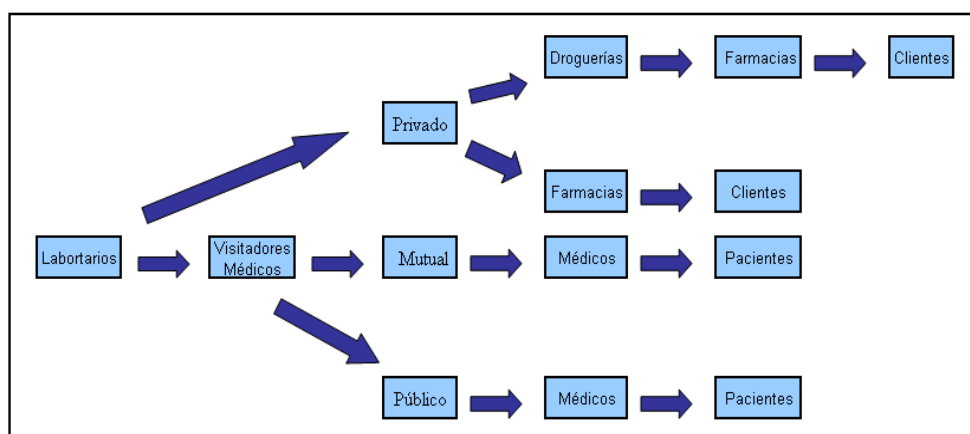 Droguerías
Farmacias
Clientes
Privado
Farmacias
Clientes
Labortarios
Visitadores
Médicos
Mutual
Médicos
Pacientes
Público
Médicos
Pacientes